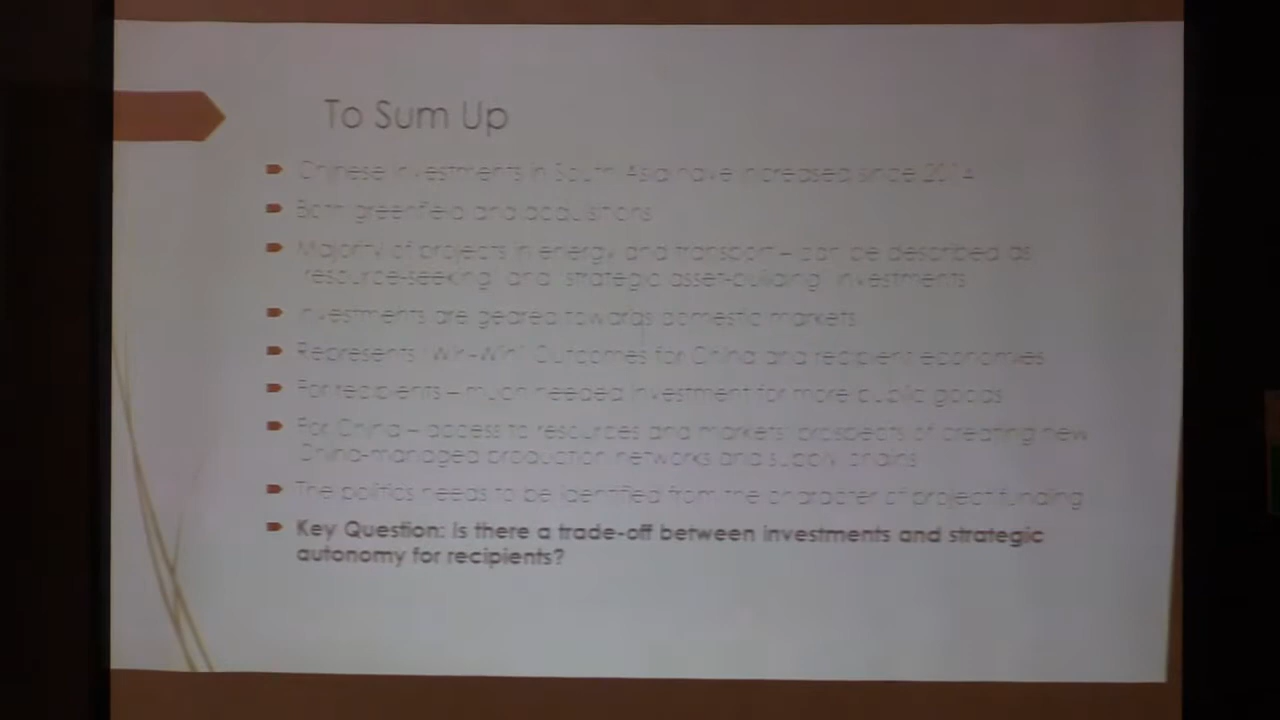 To Sum Up
Chinese investments in South Asia have increased since 2014
Both greenfield and acquisitions
Majority of projects in energy and transport – can be described as
'resource-seeking' and 'strategic asset-building' investments
Investments are geared towards domestic markets
Represents 'Win-Win' Outcomes for China and recipient economies
For recipients – much needed investment for more public goods
For China – access to resources and markets; prospects of creating new
China-managed production networks and supply chains
The politics needs to be identified from the character of project funding
Key Question: Is there a trade-off between investments and strategic
autonomy for recipients?